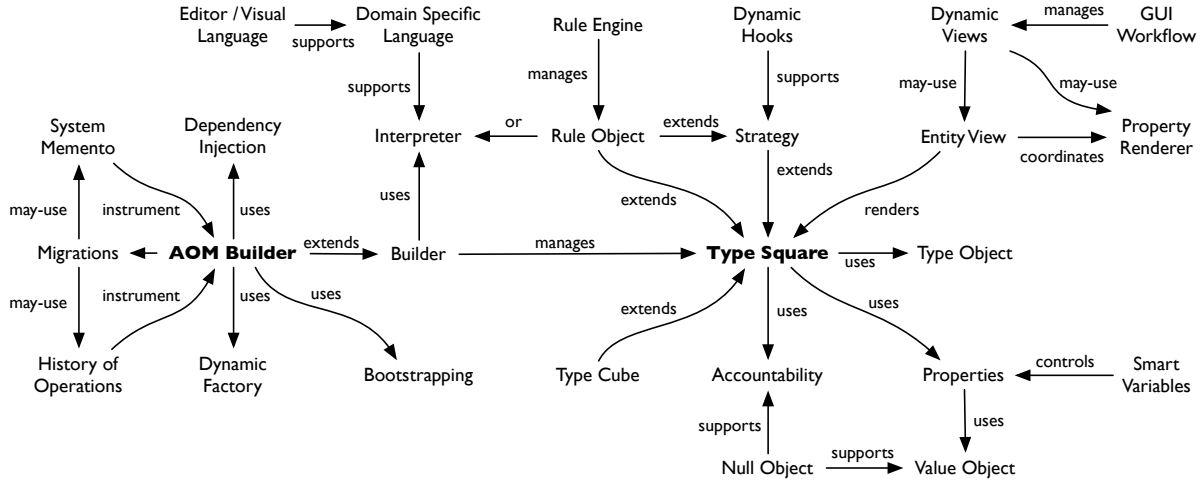 Editor / Visual Language
supports
Domain Specific Language
Rule Engine
Dynamic Hooks
Dynamic Views
manages
GUI Workflow
supports
manages
supports
may-use
may-use
System Memento
Dependency Injection
Interpreter
or
Rule Object
extends
Strategy
Entity View
coordinates
Property Renderer
may-use
instrument
uses
uses
extends
extends
renders
Migrations
AOM Builder
extends
Builder
manages
Type Square
uses
Type Object
may-use
instrument
uses
uses
extends
uses
uses
History of Operations
Dynamic Factory
Bootstrapping
Type Cube
Accountability
Properties
controls
Smart Variables
supports
uses
Null Object
supports
Value Object